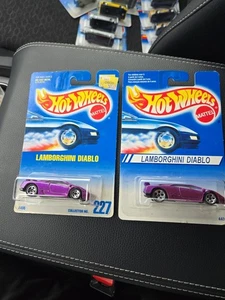 Hot Wheels
MATTEL
LAMBORGHINI DIABLO
COLLECTOR NO.
227
Hot Wheels
MATTEL
LAMBORGHINI DIABLO